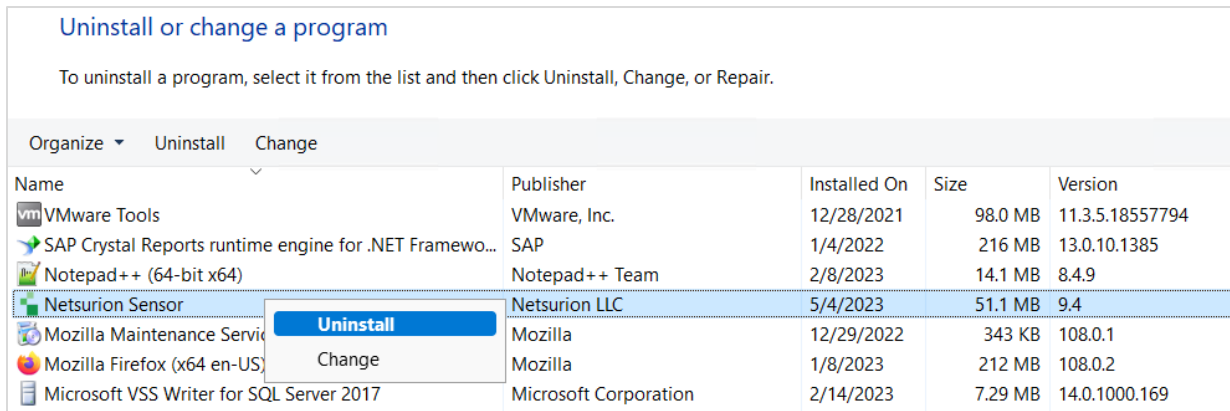 Uninstall or change a program
To uninstall a program, select it from the list and then click Uninstall, Change, or Repair.
Organize Uninstall Change
Name Publisher Installed On Size Version
vm VMware Tools VMware, Inc. 12/28/2021 98.0 MB 11.3.5.18557794
SAP Crystal Reports runtime engine for .NET Framewo... SAP 1/4/2022 216 MB 13.0.10.1385
Notepad++ (64-bit x64) Notepad++ Team 2/8/2023 14.1 MB 8.4.9
Netsurion Sensor Netsurion LLC 5/4/2023 51.1 MB 9.4
Uninstall
Mozilla Maintenance Servic Mozilla 12/29/2022 343 KB 108.0.1
Change
Mozilla Firefox (x64 en-US) Mozilla 1/8/2023 212 MB 108.0.2
Microsoft VSS Writer for SQL Server 2017 Microsoft Corporation 2/14/2023 7.29 MB 14.0.1000.169